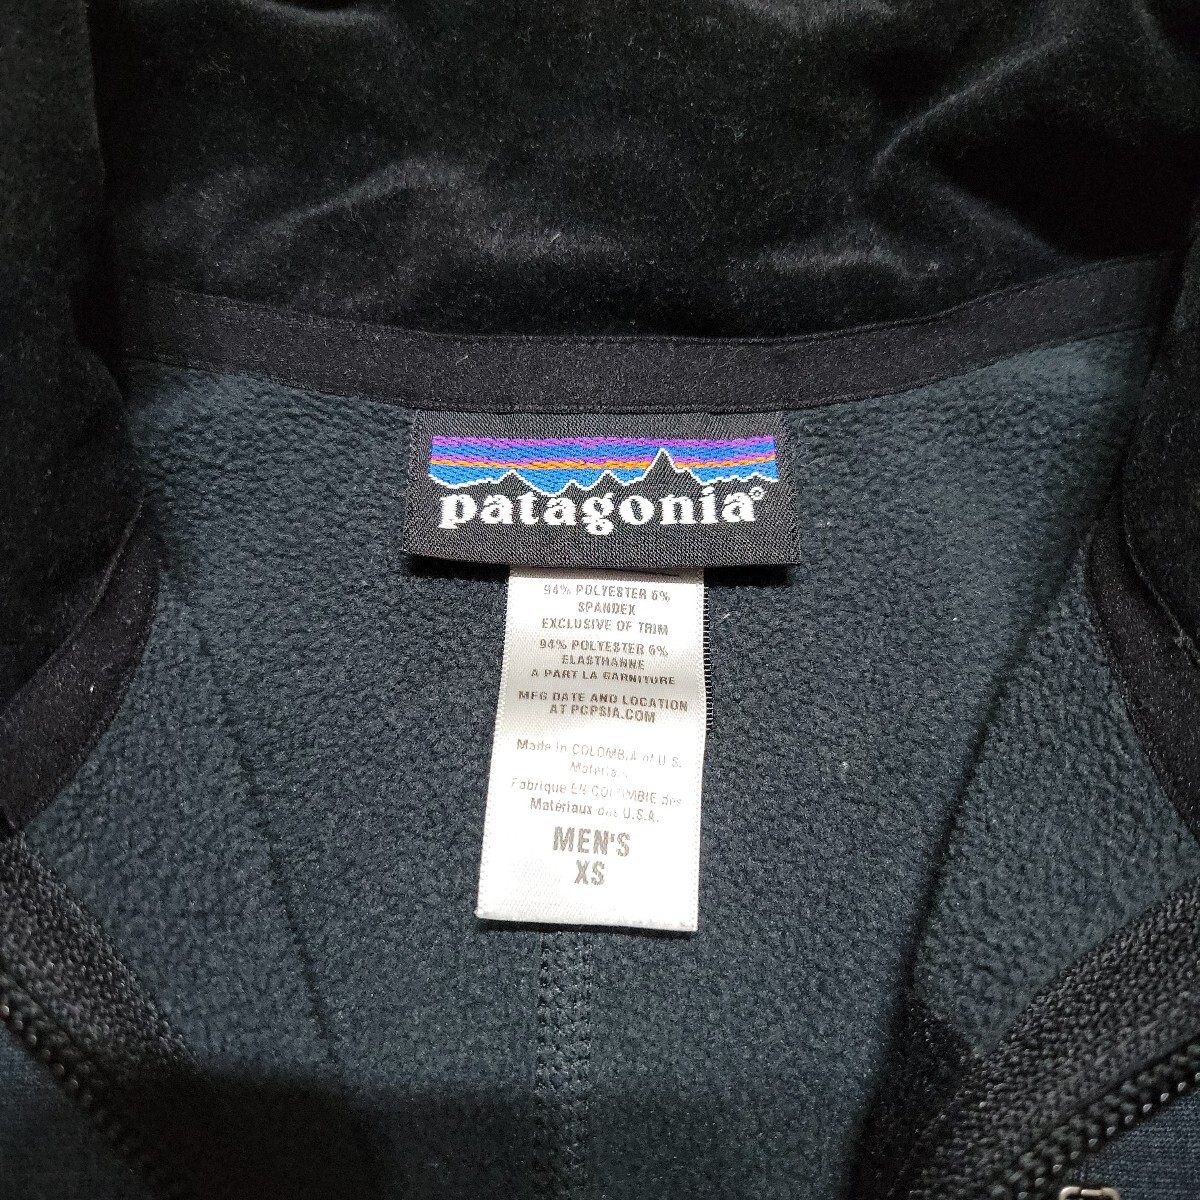 patagonia®
94% POLYESTER 6%
SPANDEX
EXCLUSIVE OF TRIM
94% POLYESTER 6%
ELASTHANNE
A PART LA GARNITURE
MFG DATE AND LOCATION
AT PCPSIA.COM
Made in COLOMBIA of U.S.
Materials
Fabrique EN COLOMBIE des
Matériaux des U.S.A.
MEN'S
XS